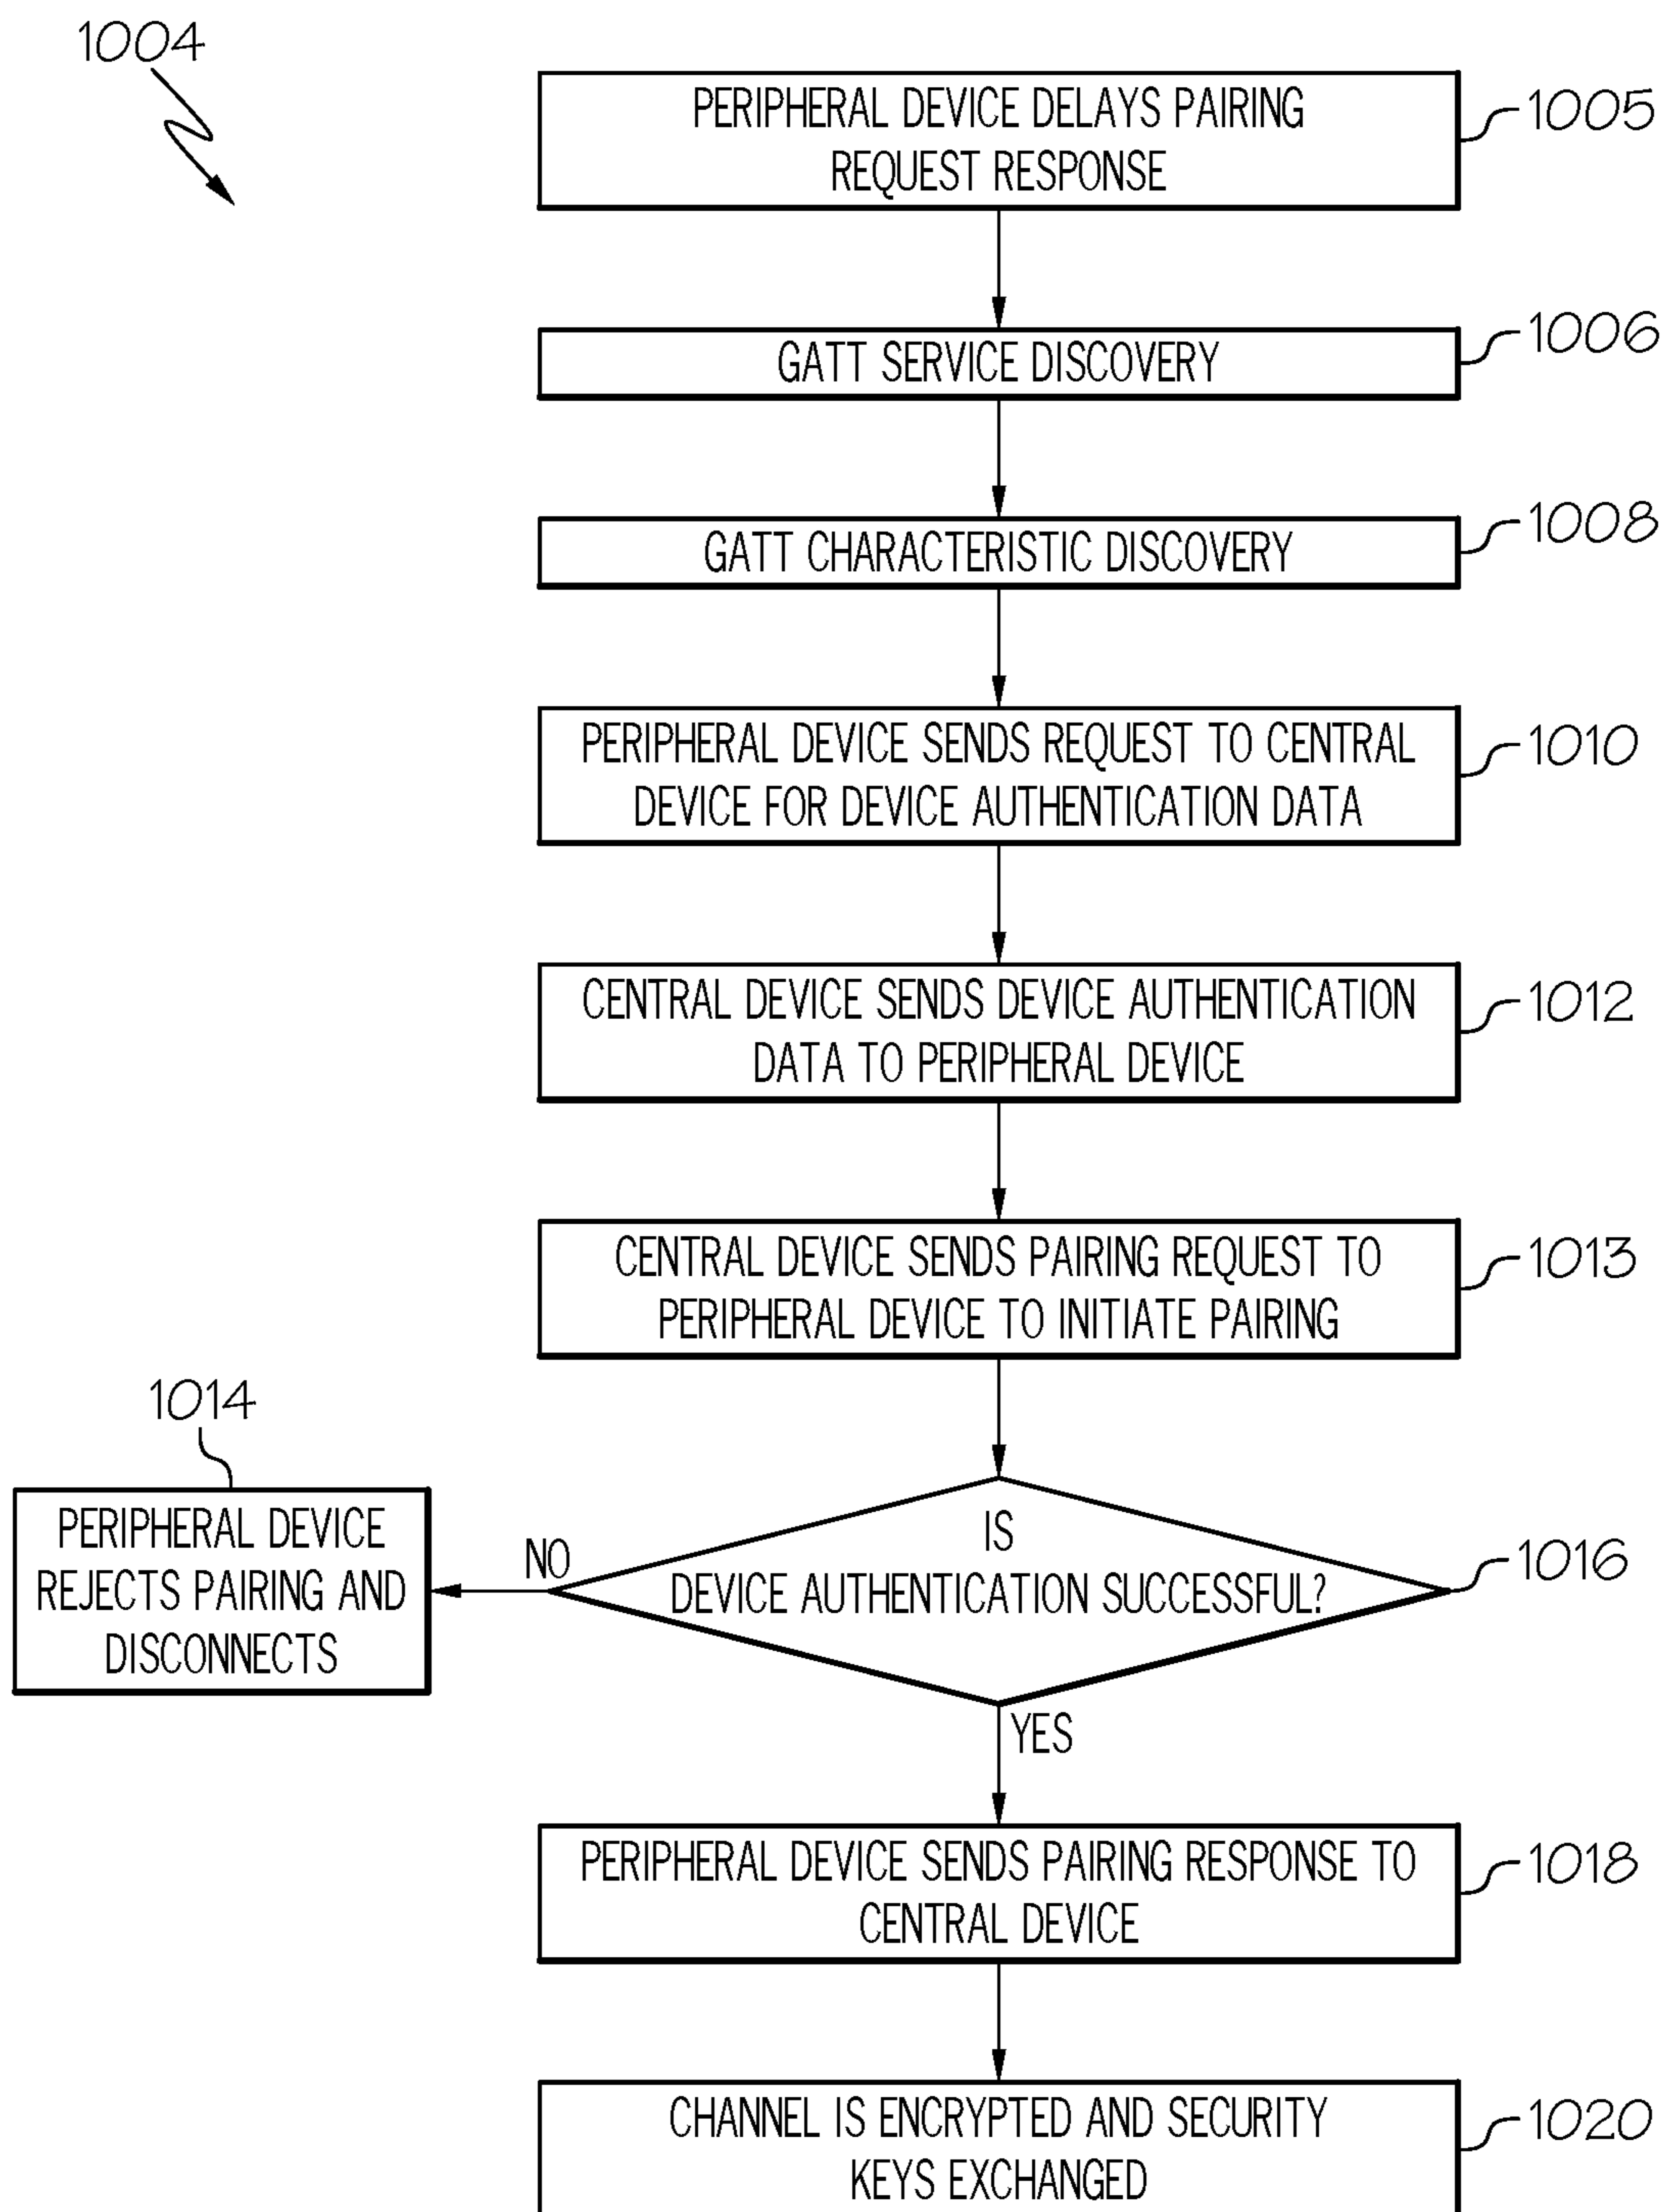 1004
PERIPHERAL DEVICE DELAYS PAIRING
REQUEST RESPONSE
1005
GATT SERVICE DISCOVERY
1006
GATT CHARACTERISTIC DISCOVERY
1008
PERIPHERAL DEVICE SENDS REQUEST TO CENTRAL
DEVICE FOR DEVICE AUTHENTICATION DATA
1010
CENTRAL DEVICE SENDS DEVICE AUTHENTICATION
DATA TO PERIPHERAL DEVICE
1012
CENTRAL DEVICE SENDS PAIRING REQUEST TO
PERIPHERAL DEVICE TO INITIATE PAIRING
1013
1014
PERIPHERAL DEVICE
REJECTS PAIRING AND
DISCONNECTS
NO
IS
DEVICE AUTHENTICATION SUCCESSFUL?
1016
YES
PERIPHERAL DEVICE SENDS PAIRING RESPONSE TO
CENTRAL DEVICE
1018
CHANNEL IS ENCRYPTED AND SECURITY
KEYS EXCHANGED
1020